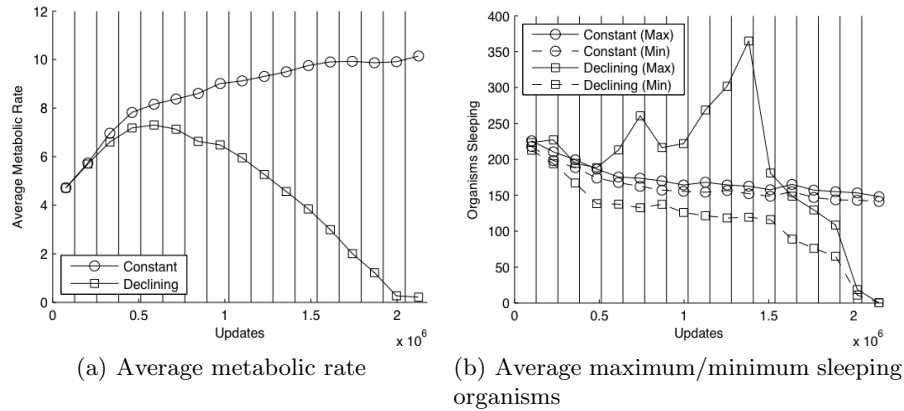 12
10
8
6
4
2
0
Average Metabolic Rate
Constant
Declining
0 0.5 1 1.5 2
Updates
x 10^6
(a) Average metabolic rate
400
350
300
250
200
150
100
50
0
Organisms Sleeping
Constant (Max)
Constant (Min)
Declining (Max)
Declining (Min)
0 0.5 1 1.5 2
Updates
x 10^6
(b) Average maximum/minimum sleeping
organisms